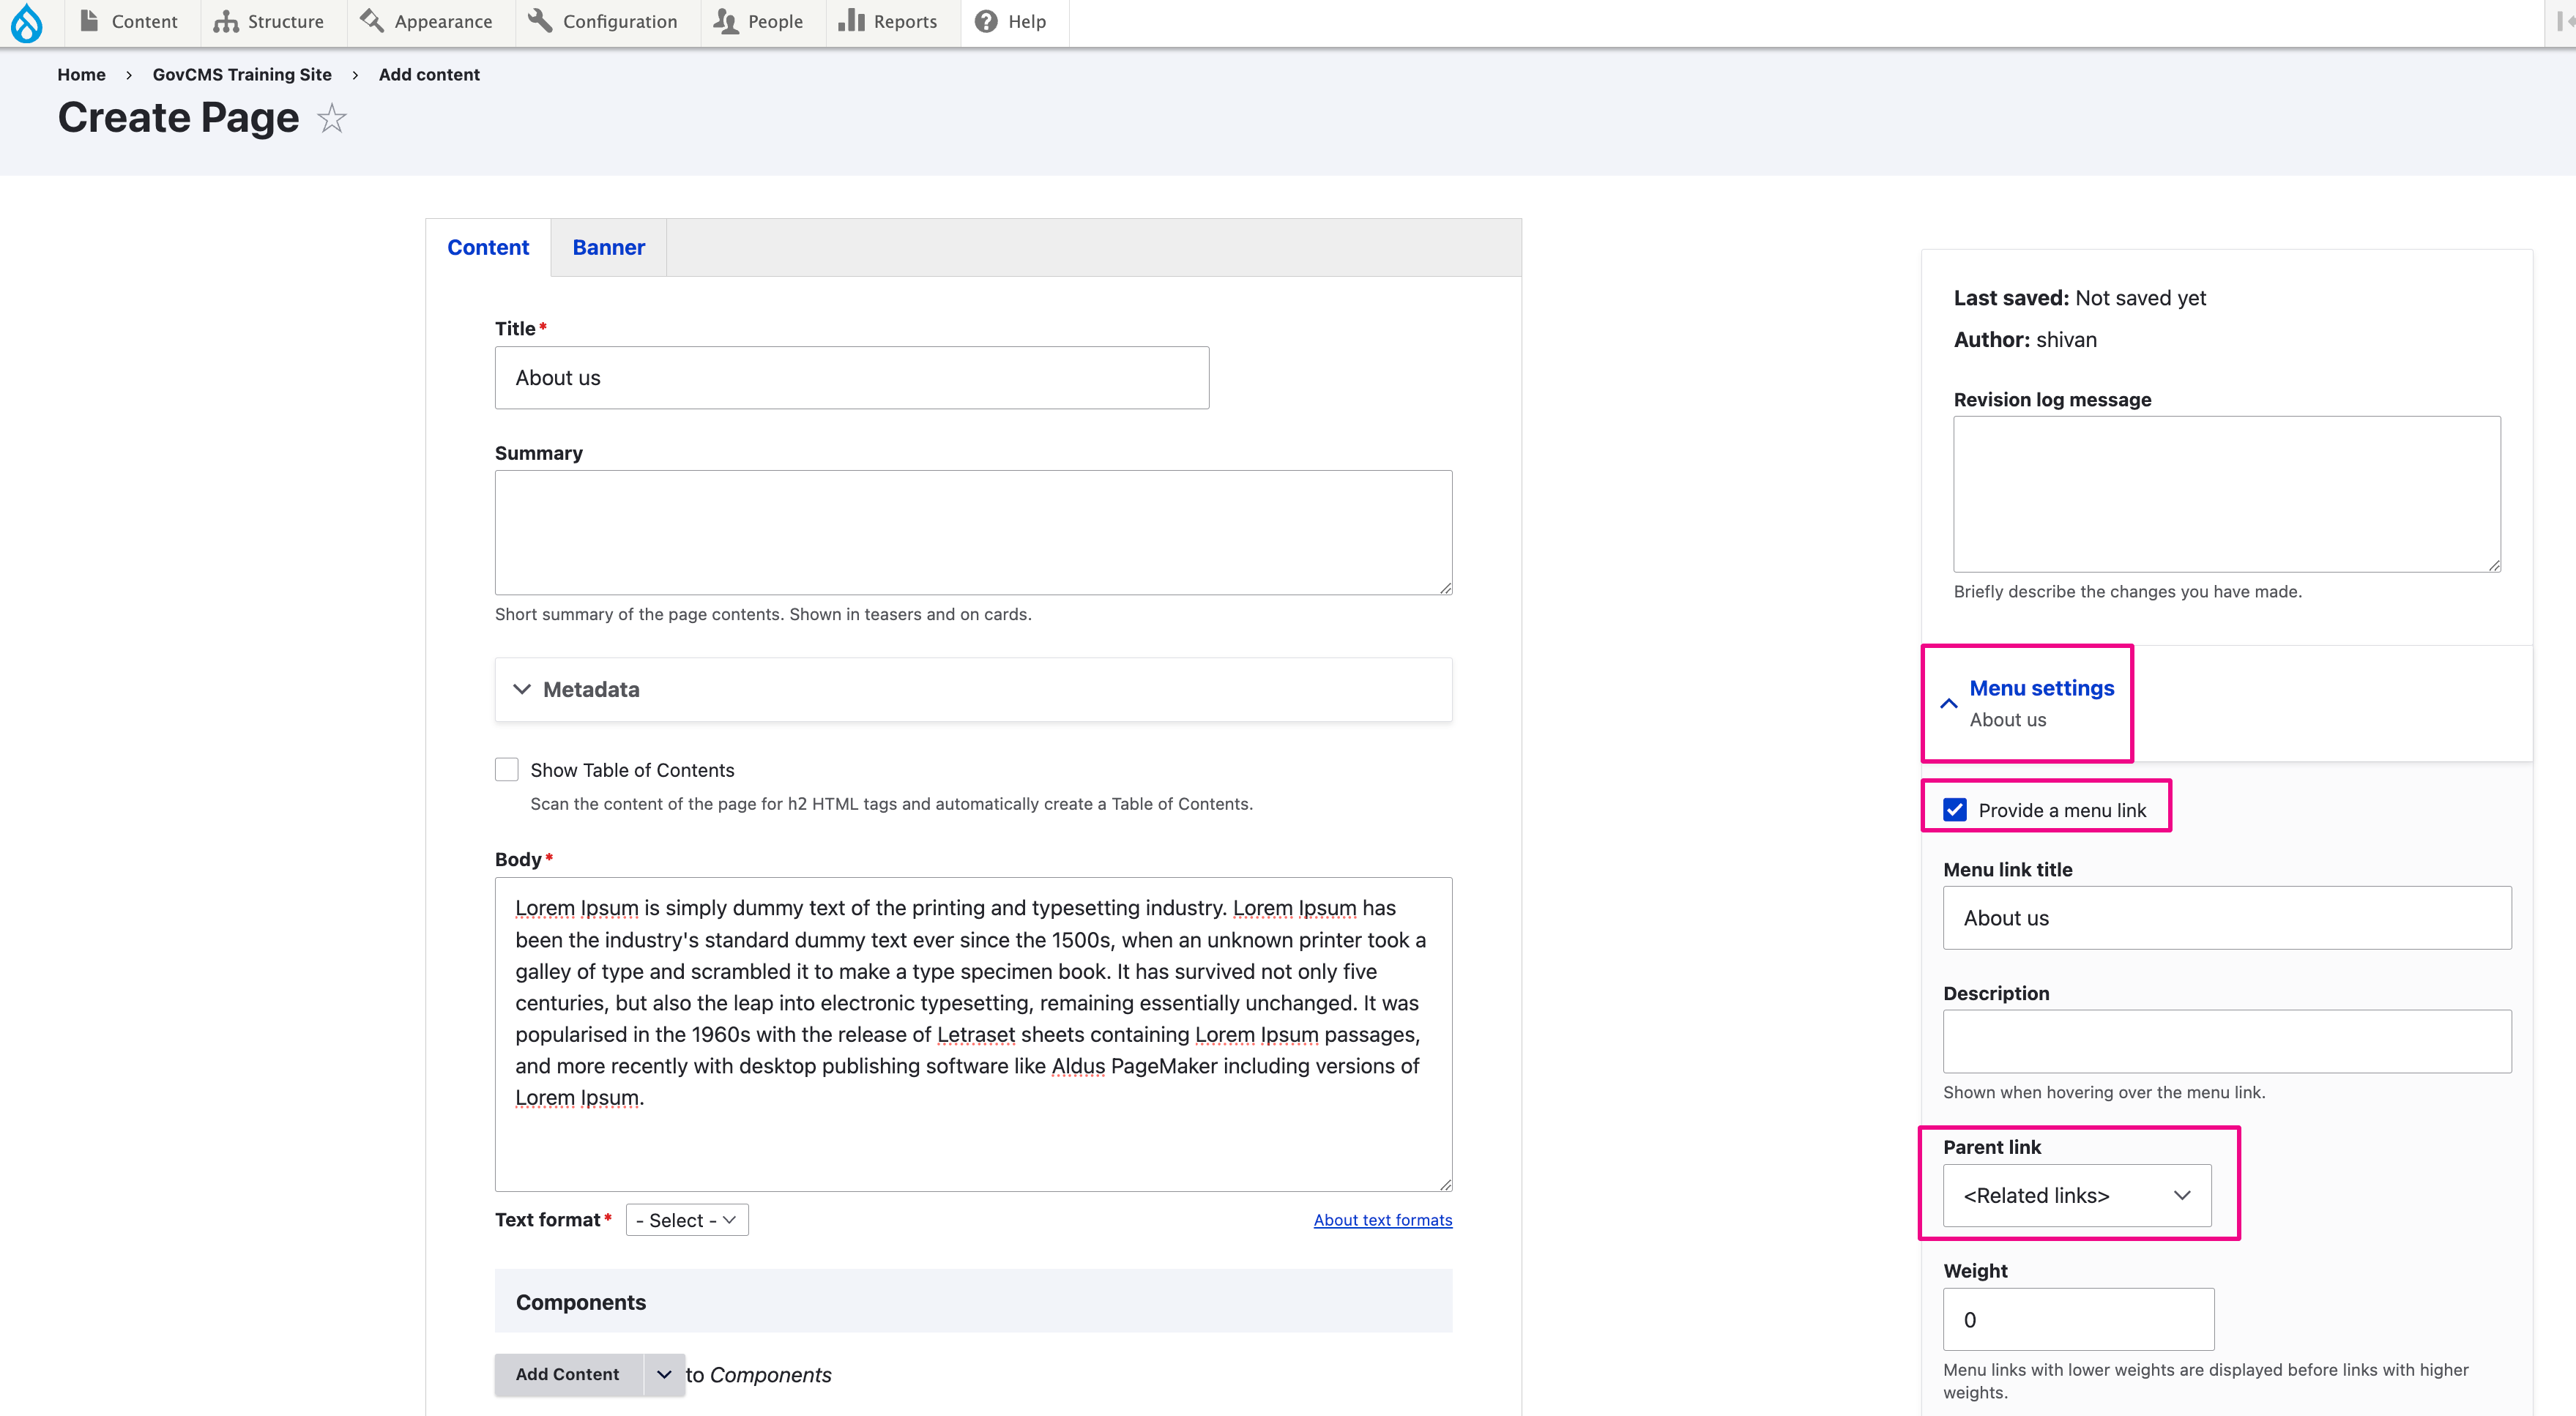 Content
Structure
Appearance
Configuration
People
Reports
Help
Home › GovCMS Training Site › Add content
Create Page
Content
Banner
Title*
About us
Summary
Short summary of the page contents. Shown in teasers and on cards.
Metadata
Show Table of Contents
Scan the content of the page for h2 HTML tags and automatically create a Table of Contents.
Body*
Lorem Ipsum is simply dummy text of the printing and typesetting industry. Lorem Ipsum has
been the industry's standard dummy text ever since the 1500s, when an unknown printer took a
galley of type and scrambled it to make a type specimen book. It has survived not only five
centuries, but also the leap into electronic typesetting, remaining essentially unchanged. It was
popularised in the 1960s with the release of Letraset sheets containing Lorem Ipsum passages,
and more recently with desktop publishing software like Aldus PageMaker including versions of
Lorem Ipsum.
Text format* - Select -
About text formats
Components
Add Content to Components
Last saved: Not saved yet
Author: shivan
Revision log message
Briefly describe the changes you have made.
Menu settings
About us
Provide a menu link
Menu link title
About us
Description
Shown when hovering over the menu link.
Parent link
<Related links>
Weight
0
Menu links with lower weights are displayed before links with higher
weights.